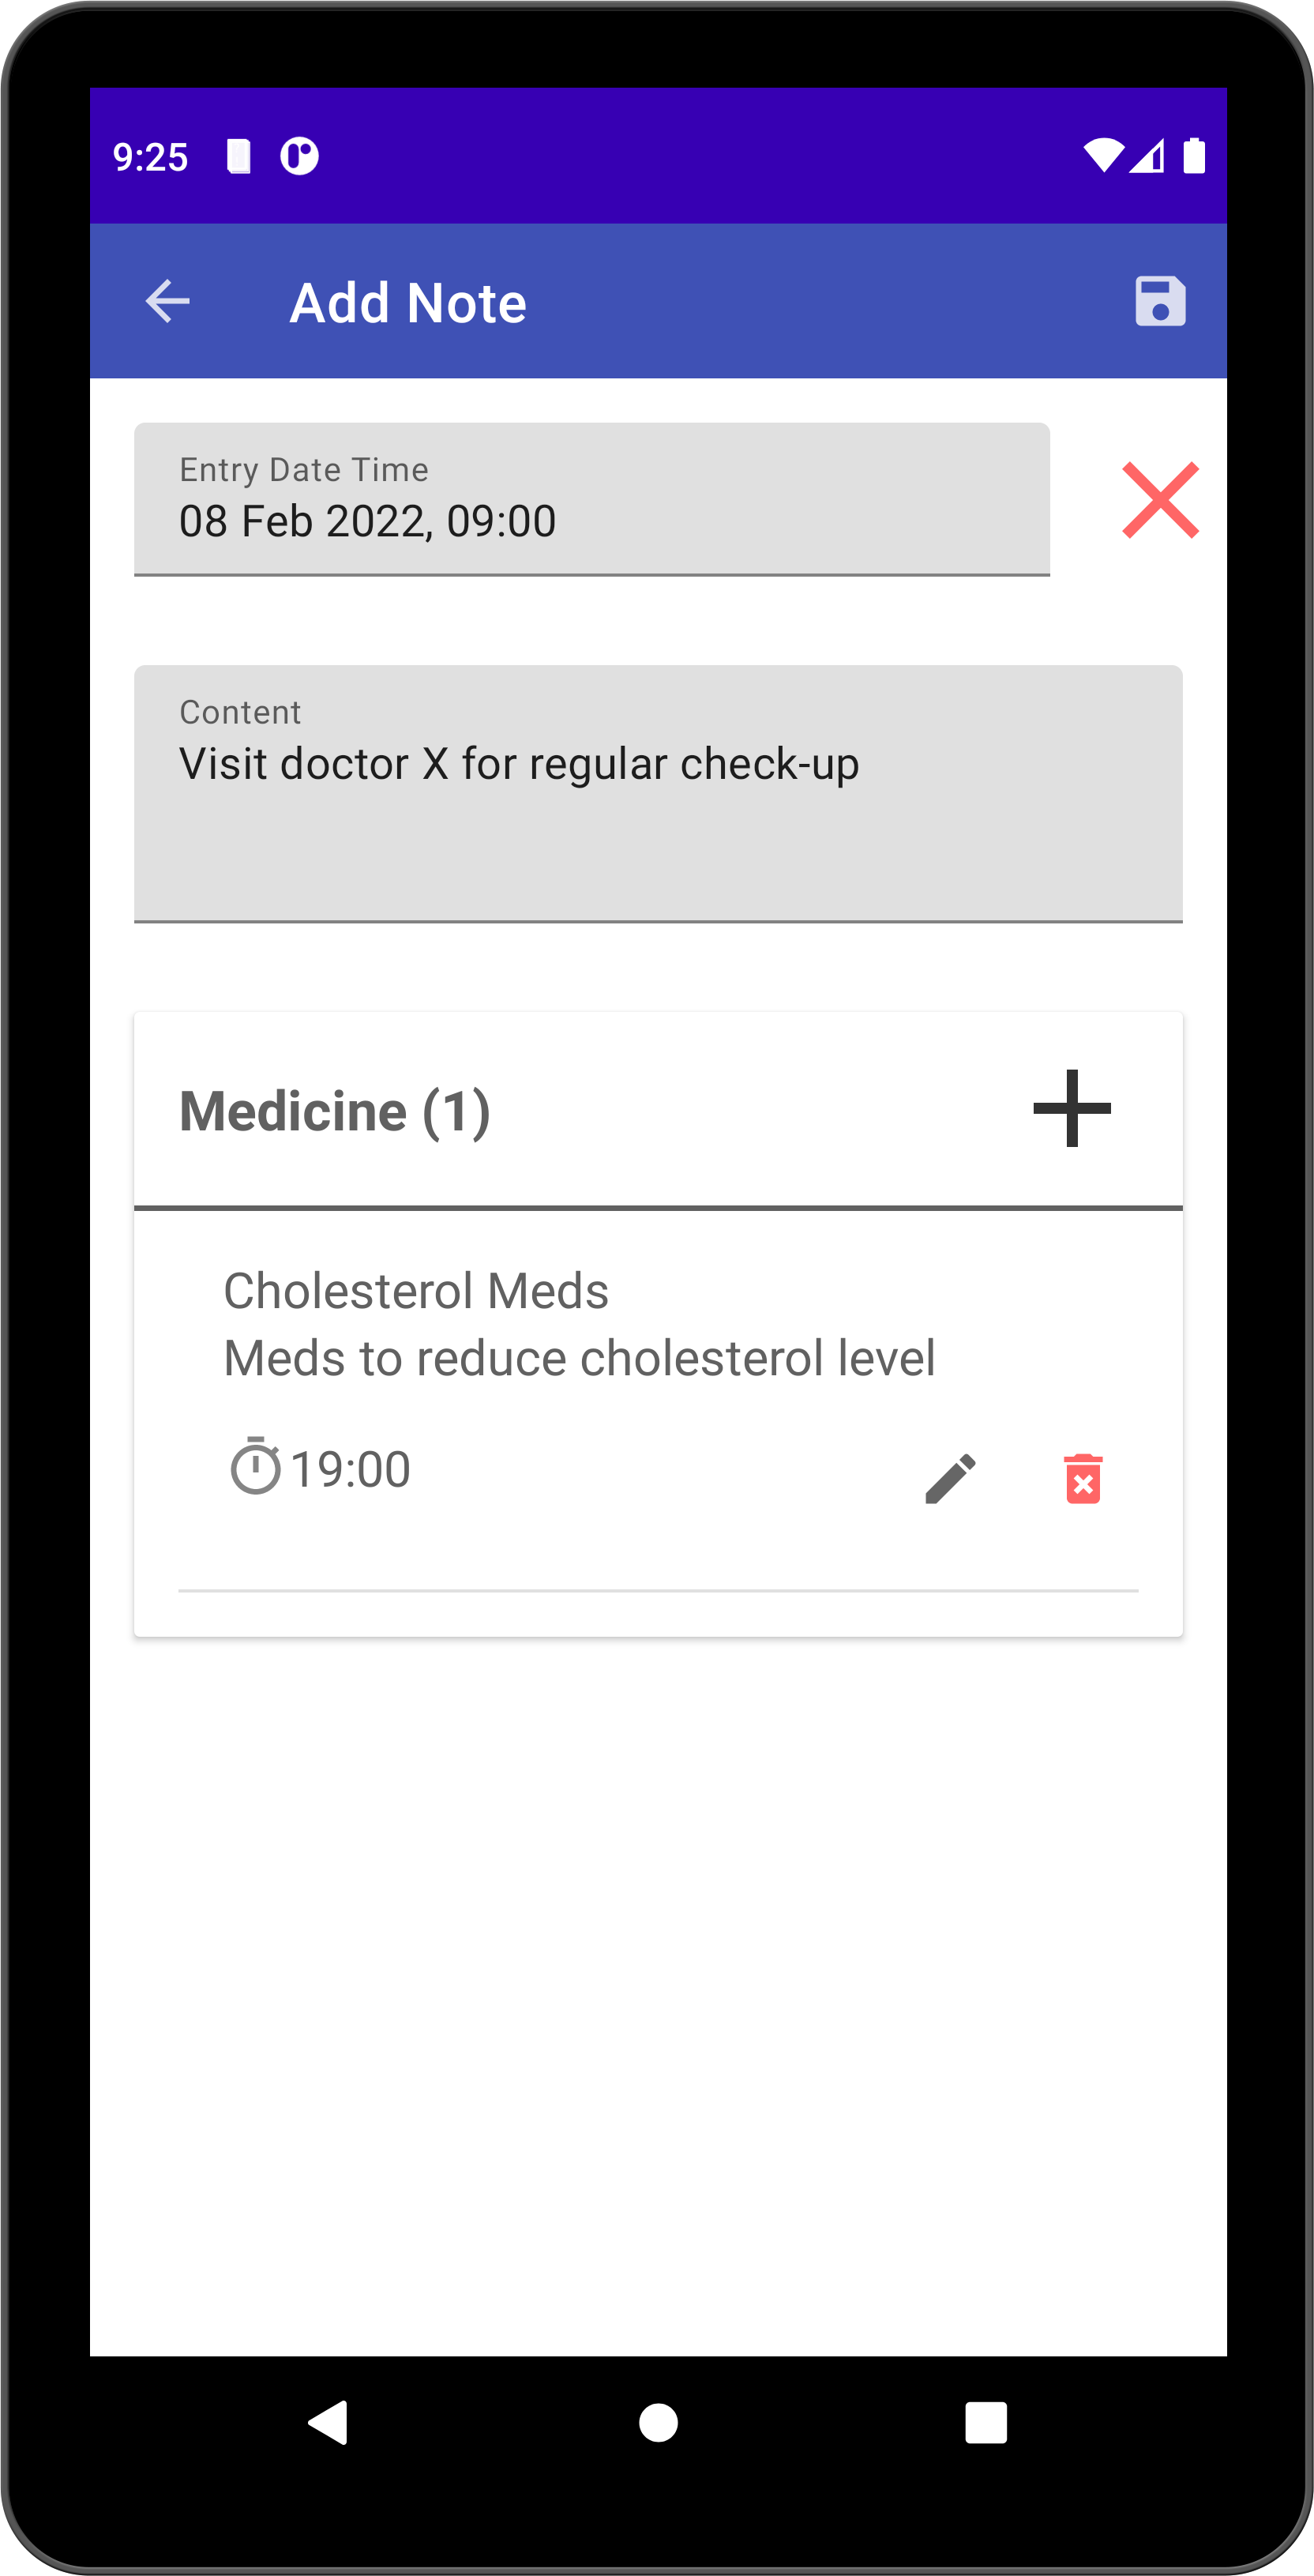 9:25
Add Note
Entry Date Time
08 Feb 2022, 09:00
Content
Visit doctor X for regular check-up
Medicine (1)
Cholesterol Meds
Meds to reduce cholesterol level
19:00